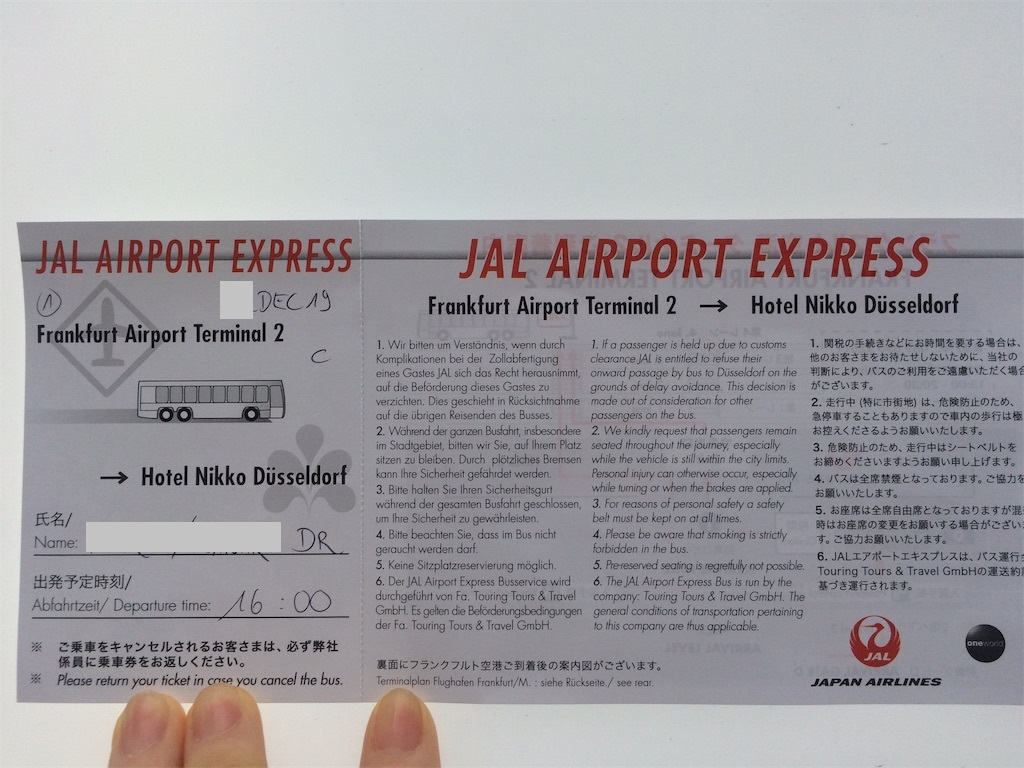 JAL AIRPORT EXPRESS
① DEC 19
Frankfurt Airport Terminal 2
C
→ Hotel Nikko Düsseldorf
氏名/
Name: DR.
出発予定時刻/
Abfahrtzeit/ Departure time: 16:00
※ ご乗車をキャンセルされるお客さまは、必ず弊社
係員に乗車券をお返しください。
※ Please return your ticket in case you cancel the bus.
JAL AIRPORT EXPRESS
Frankfurt Airport Terminal 2 → Hotel Nikko Düsseldorf
1. Wir bitten um Verständnis, wenn durch
Komplikationen bei der Zollabfertigung
eines Gastes JAL sich das Recht herausnimmt,
auf die Beförderung dieses Gastes zu
verzichten. Dies geschieht in Rücksichtnahme
auf die übrigen Reisenden des Busses.
2. Während der ganzen Busfahrt, insbesondere
im Stadtgebiet, bitten wir Sie, auf Ihrem Platz
sitzen zu bleiben. Durch plötzliches Bremsen
kann Ihre Sicherheit gefährdet werden.
3. Bitte halten Sie Ihren Sicherheitsgurt
während der gesamten Busfahrt geschlossen,
um Ihre Sicherheit zu gewährleisten.
4. Bitte beachten Sie, dass im Bus nicht
geraucht werden darf.
5. Keine Sitzplatzreservierung möglich.
6. Der JAL Airport Express Busservice wird
durchgeführt von Fa. Touring Tours & Travel
GmbH. Es gelten die Beförderungsbedingungen
der Fa. Touring Tours & Travel GmbH.
1. If a passenger is held up due to customs
clearance JAL is entitled to refuse their
onward passage by bus to Düsseldorf on the
grounds of delay avoidance. This decision is
made out of consideration for other
passengers on the bus.
2. We kindly request that passengers remain
seated throughout the journey, especially
while the vehicle is still within the city limits.
Personal injury can otherwise occur, especially
while turning or when the brakes are applied.
3. For reasons of personal safety a safety
belt must be kept on at all times.
4. Please be aware that smoking is strictly
forbidden in the bus.
5. Pre-reserved seating is regretfully not possible.
6. The JAL Airport Express Bus is run by the
company: Touring Tours & Travel GmbH. The
general conditions of transportation pertaining
to this company are thus applicable.
1. 関税の手続きなどにお時間を要する場合は、
他のお客さまをお待たせしないために、当社の
判断により、バスのご利用をご遠慮いただく場合
がございます。
2. 走行中 (特に市街地) は、危険防止のため、
急停車することもありますので車内の歩行は極
お控えくださるようお願いいたします。
3. 危険防止のため、走行中はシートベルトを
お締めくださいますようお願い申し上げます。
4. バスは全席禁煙となっております。ご協力を
お願いいたします。
5. お座席は全席自由席となっておりますが混
時はお座席の変更をお願いする場合がござい
す。ご協力お願いいたします。
6. JALエアポートエキスプレスは、バス運行会
Touring Tours & Travel GmbHの運送約
基づき運行されます。
裏面にフランクフルト空港ご到着後の案内図がございます。
Terminalplan Flughafen Frankfurt/M. : siehe Rückseite./ see rear.
JAL
JAPAN AIRLINES
oneworld